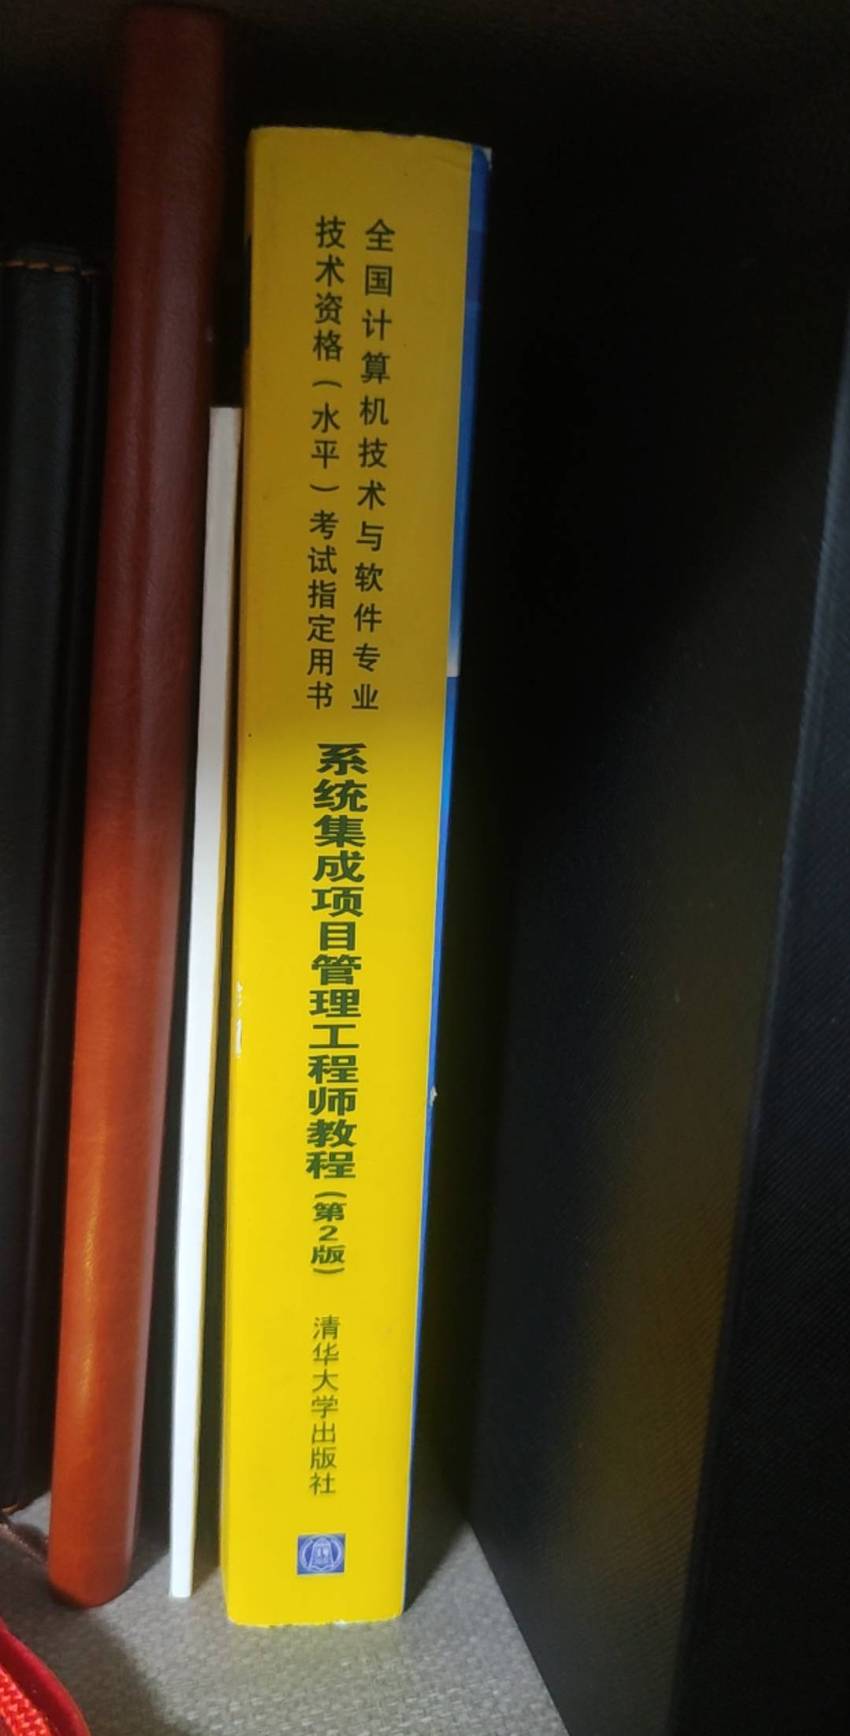 全国计算机技术与软件专业
技术资格（水平）考试指定用书
系统集成项目管理工程师教程（第2版）
清华大学出版社